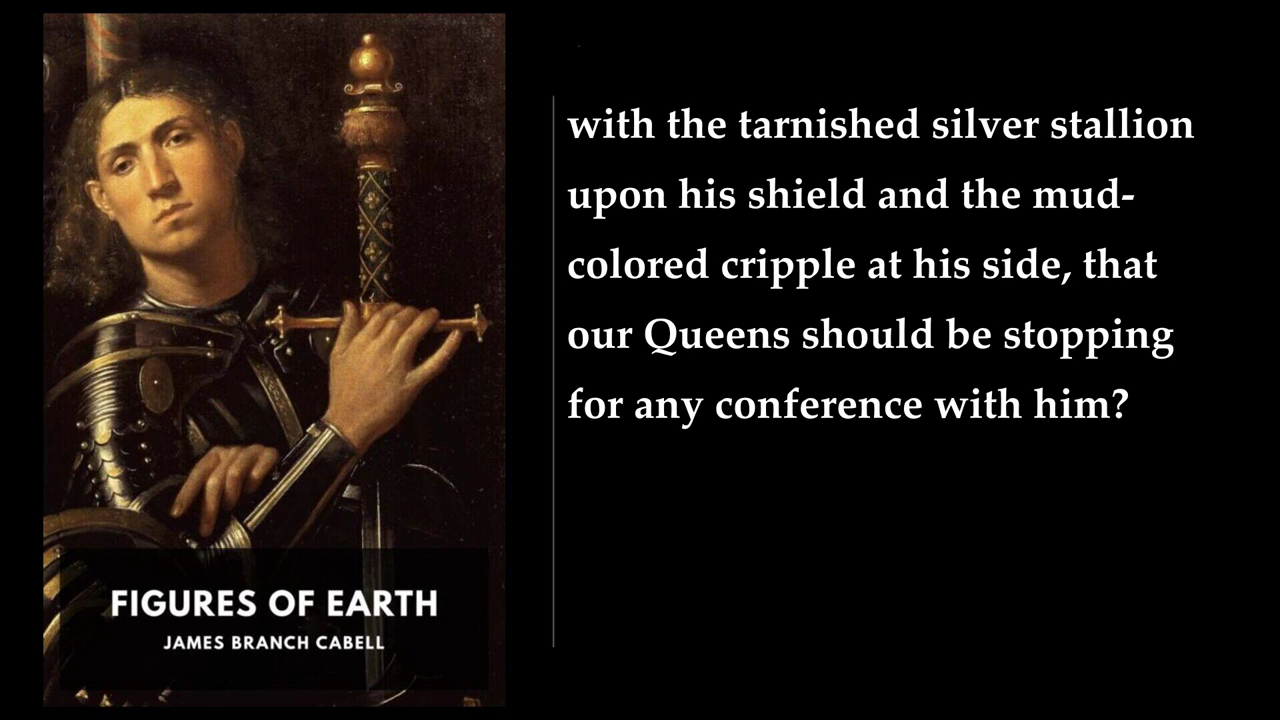 with the tarnished silver stallion
upon his shield and the mud-
colored cripple at his side, that
our Queens should be stopping
for any conference with him?
FIGURES OF EARTH
JAMES BRANCH CABELL